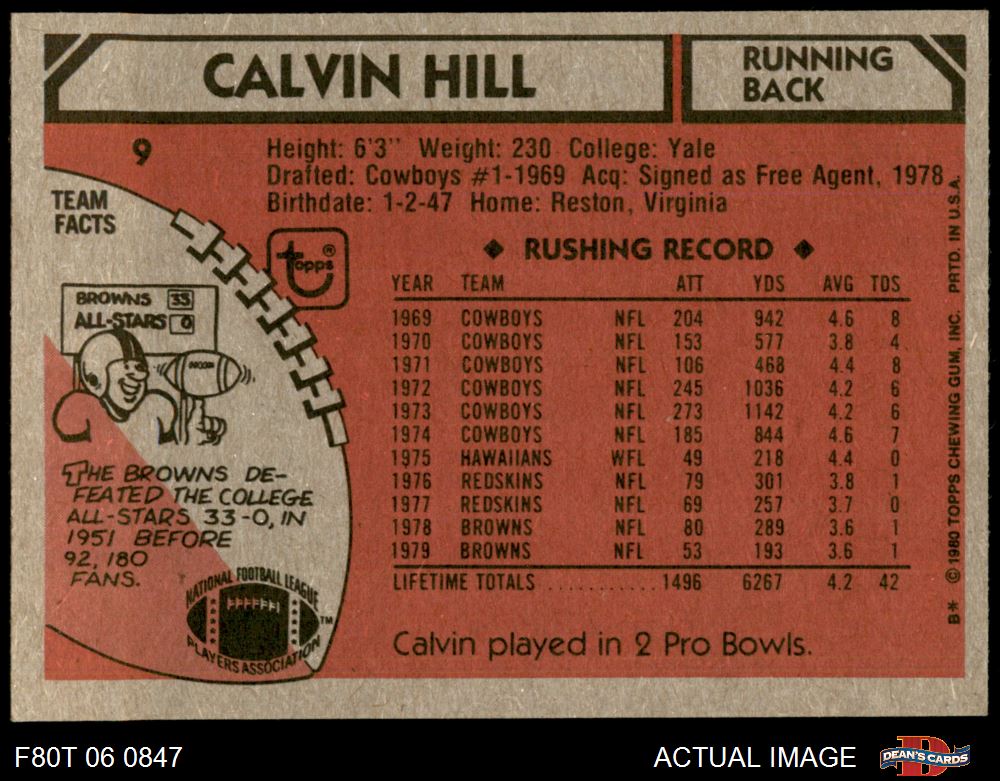 CALVIN HILL
RUNNING
BACK
9
Height: 6'3" Weight: 230 College: Yale
Drafted: Cowboys #1-1969 Acq: Signed as Free Agent, 1978
Birthdate: 1-2-47 Home: Reston, Virginia
TEAM
FACTS
topps®
BROWNS 33
ALL-STARS 0
THE BROWNS DE-
FEATED THE COLLEGE
ALL-STARS 33-0, IN
1951 BEFORE
92,180
FANS.
NATIONAL FOOTBALL LEAGUE
PLAYERS ASSOCIATION
TM
◆ RUSHING RECORD ◆
YEAR TEAM ATT YDS AVG TDS
1969 COWBOYS NFL 204 942 4.6 8
1970 COWBOYS NFL 153 577 3.8 4
1971 COWBOYS NFL 106 468 4.4 8
1972 COWBOYS NFL 245 1036 4.2 6
1973 COWBOYS NFL 273 1142 4.2 6
1974 COWBOYS NFL 185 844 4.6 7
1975 HAWAIIANS WFL 49 218 4.4 0
1976 REDSKINS NFL 79 301 3.8 1
1977 REDSKINS NFL 69 257 3.7 0
1978 BROWNS NFL 80 289 3.6 1
1979 BROWNS NFL 53 193 3.6 1
LIFETIME TOTALS ............ 1496 6267 4.2 42
Calvin played in 2 Pro Bowls.
B* © 1980 TOPPS CHEWING GUM, INC. PRTD. IN U.S.A.
F80T 06 0847
ACTUAL IMAGE
DEAN'S CARDS